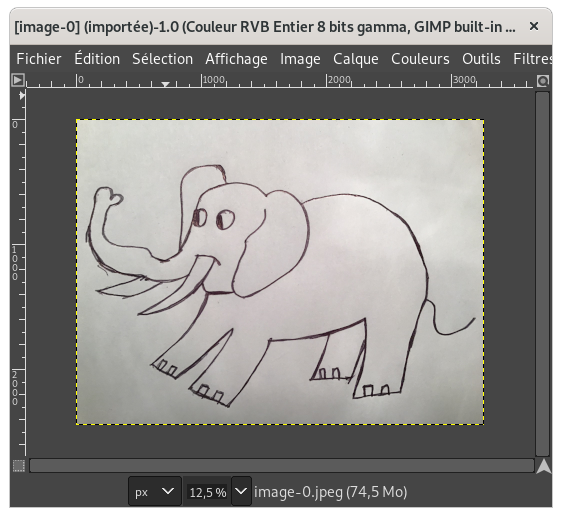 [image-0] (importée)-1.0 (Couleur RVB Entier 8 bits gamma, GIMP built-in ... ×
Fichier Édition Sélection Affichage Image Calque Couleurs Outils Filtres
0 1000 2000 3000
0
1000
2000
px 12,5 % image-0.jpeg (74,5 Mo)